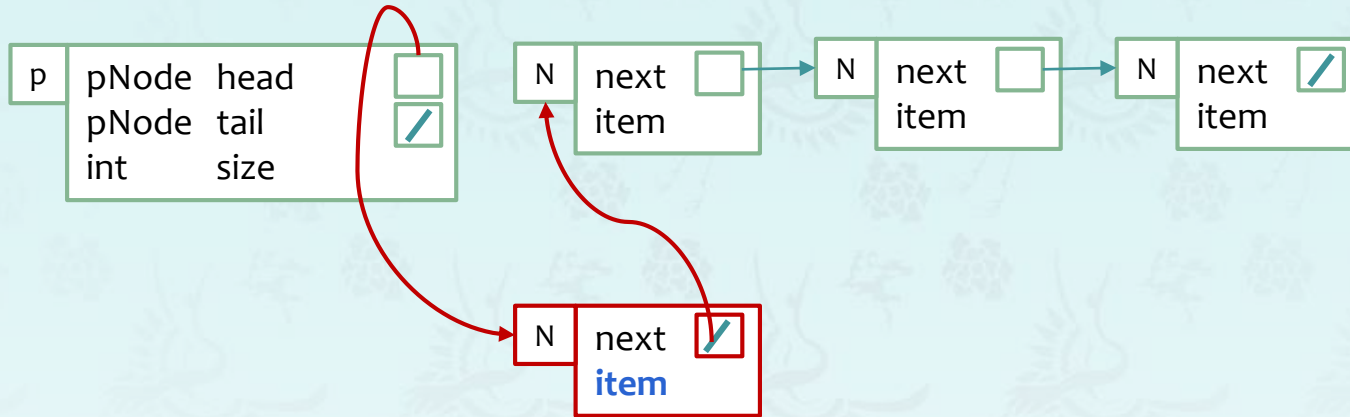 p
pNode head
pNode tail
int size
N
next
item
N
next
item
N
next
item
N
next
item